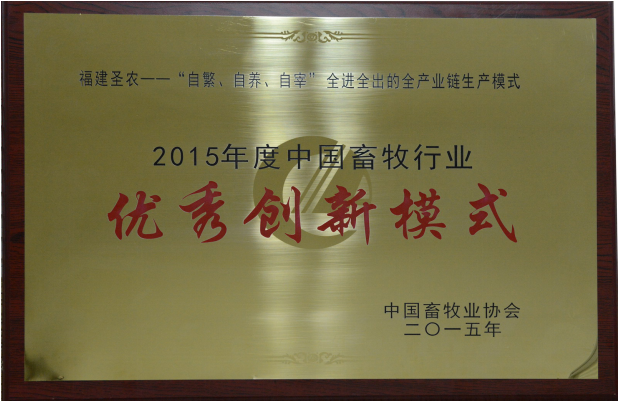 福建圣农——“自繁、自养、自宰”全进全出的全产业链生产模式
2015年度中国畜牧行业
优秀创新模式
中国畜牧业协会
二〇一五年